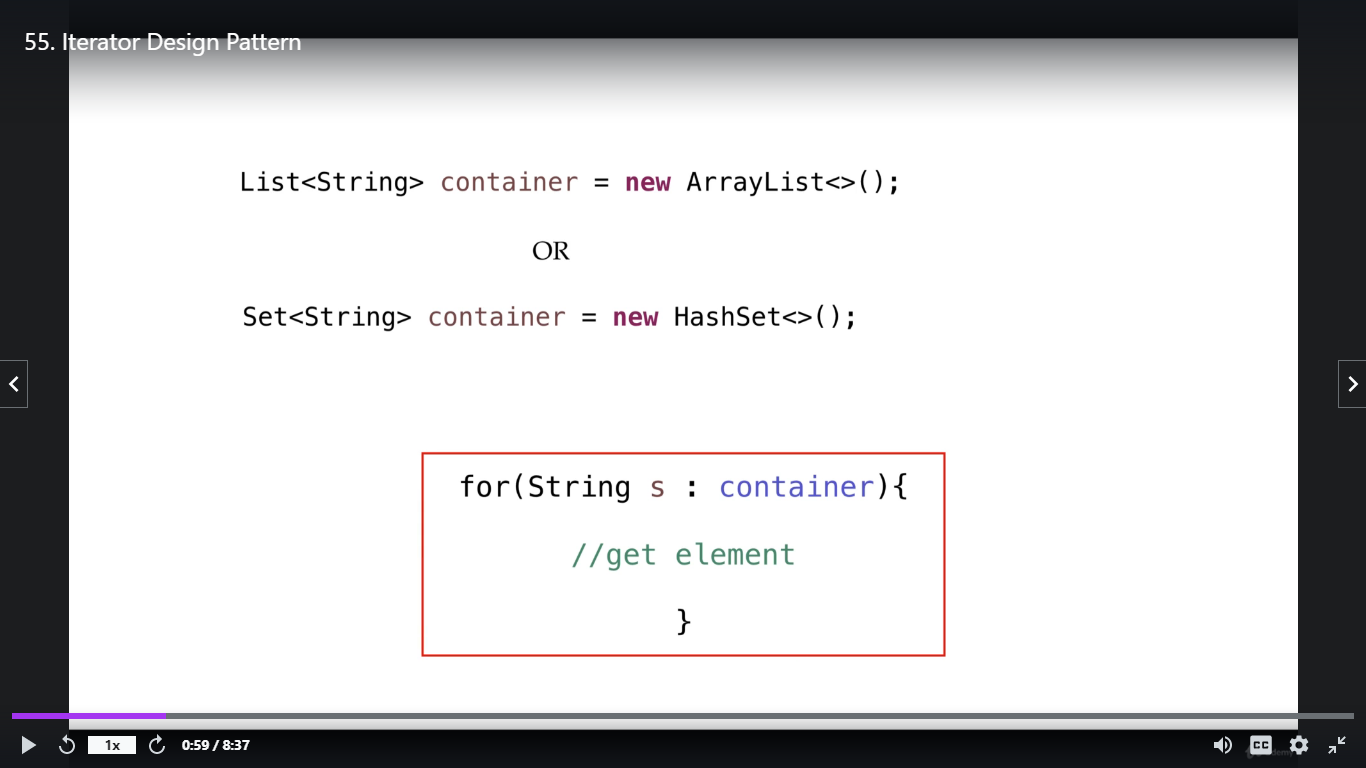 55. Iterator Design Pattern
List<String> container = new ArrayList<>();
OR
Set<String> container = new HashSet<>();
for(String s : container){
//get element
}
1x
0:59 / 8:37
CC